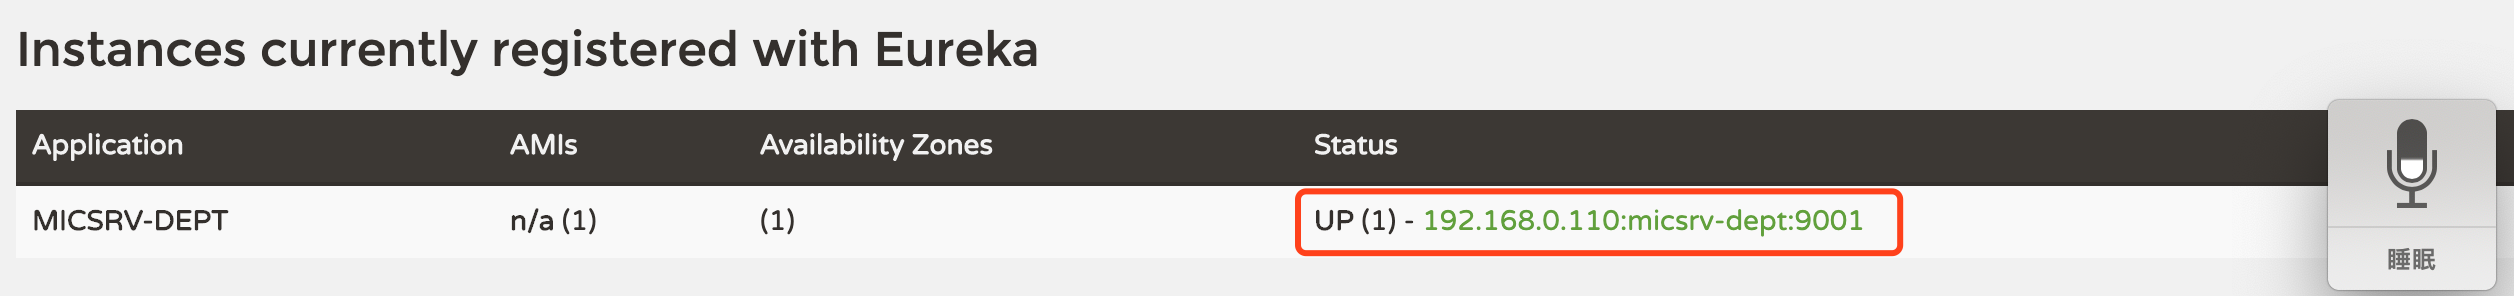 Instances currently registered with Eureka
Application AMIs Availability Zones Status
MICSRV-DEPT n/a (1) (1) UP (1) - 192.168.0.110:micsrv-dept:9001
睡眠